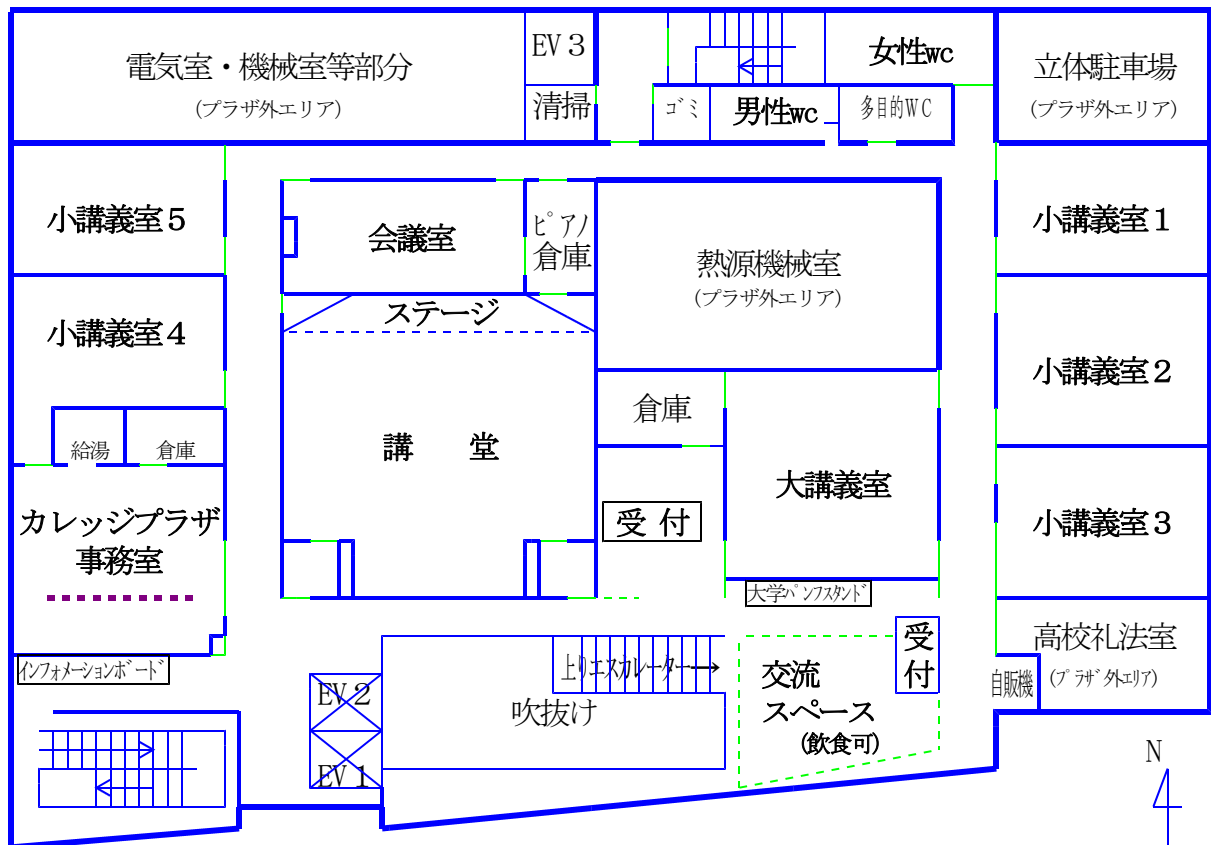 電気室・機械室等部分
(プラザ外エリア)
EV3
清掃
ゴミ
男性wc
女性wc
多目的WC
立体駐車場
(プラザ外エリア)
小講義室5
会議室
ピアノ
倉庫
熱源機械室
(プラザ外エリア)
小講義室1
小講義室4
ステージ
小講義室2
倉庫
給湯
倉庫
講 堂
大講義室
受付
小講義室3
カレッジプラザ
事務室
大学パンフスタンド
インフォメーションボード
上りエスカレーター→
吹抜け
EV2
EV1
交流
スペース
(飲食可)
受
付
自販機
高校礼法室
(プラザ外エリア)
N